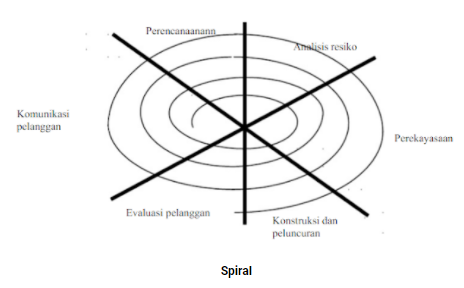 Perencanaanann
Analisis resiko
Komunikasi
pelanggan
Perekayasaan
Evaluasi pelanggan
Konstruksi dan
peluncuran
Spiral